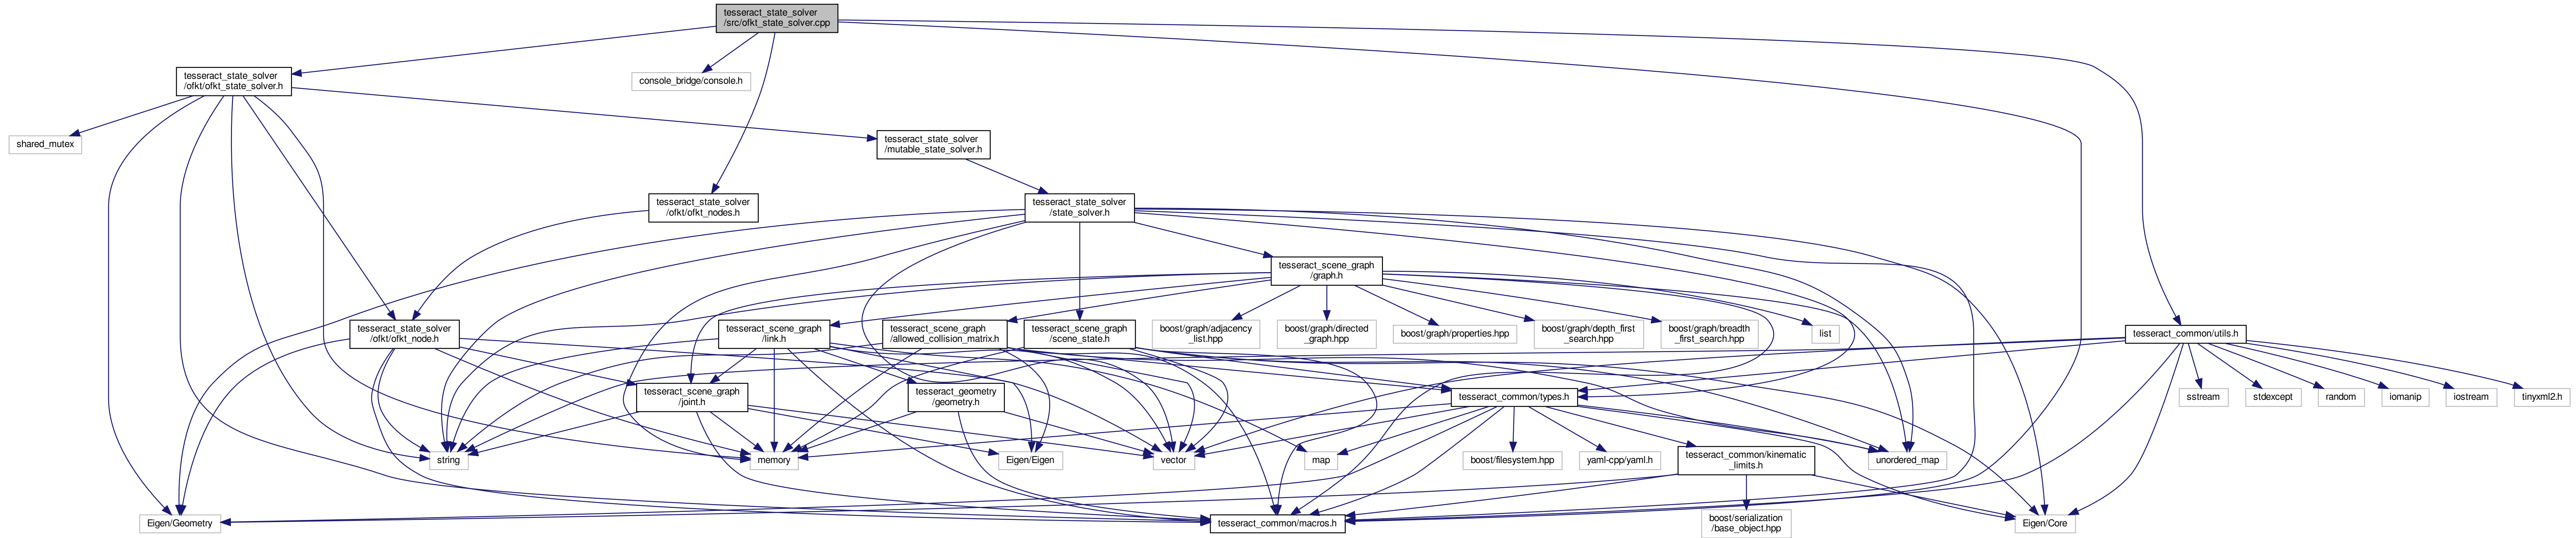 tesseract_state_solver
/src/ofkt_state_solver.cpp
tesseract_state_solver
/ofkt/ofkt_state_solver.h
console_bridge/console.h
shared_mutex
tesseract_state_solver
/mutable_state_solver.h
tesseract_state_solver
/ofkt/ofkt_nodes.h
tesseract_state_solver
/state_solver.h
tesseract_scene_graph
/graph.h
tesseract_state_solver
/ofkt/ofkt_node.h
tesseract_scene_graph
/link.h
tesseract_scene_graph
/allowed_collision_matrix.h
tesseract_scene_graph
/scene_state.h
boost/graph/adjacency
_list.hpp
boost/graph/directed
_graph.hpp
boost/graph/properties.hpp
boost/graph/depth_first
_search.hpp
boost/graph/breadth
_first_search.hpp
list
tesseract_common/utils.h
tesseract_scene_graph
/joint.h
tesseract_geometry
/geometry.h
tesseract_common/types.h
sstream
stdexcept
random
iomanip
iostream
tinyxml2.h
string
memory
Eigen/Eigen
vector
map
boost/filesystem.hpp
yaml-cpp/yaml.h
tesseract_common/kinematic
_limits.h
unordered_map
Eigen/Geometry
tesseract_common/macros.h
boost/serialization
/base_object.hpp
Eigen/Core